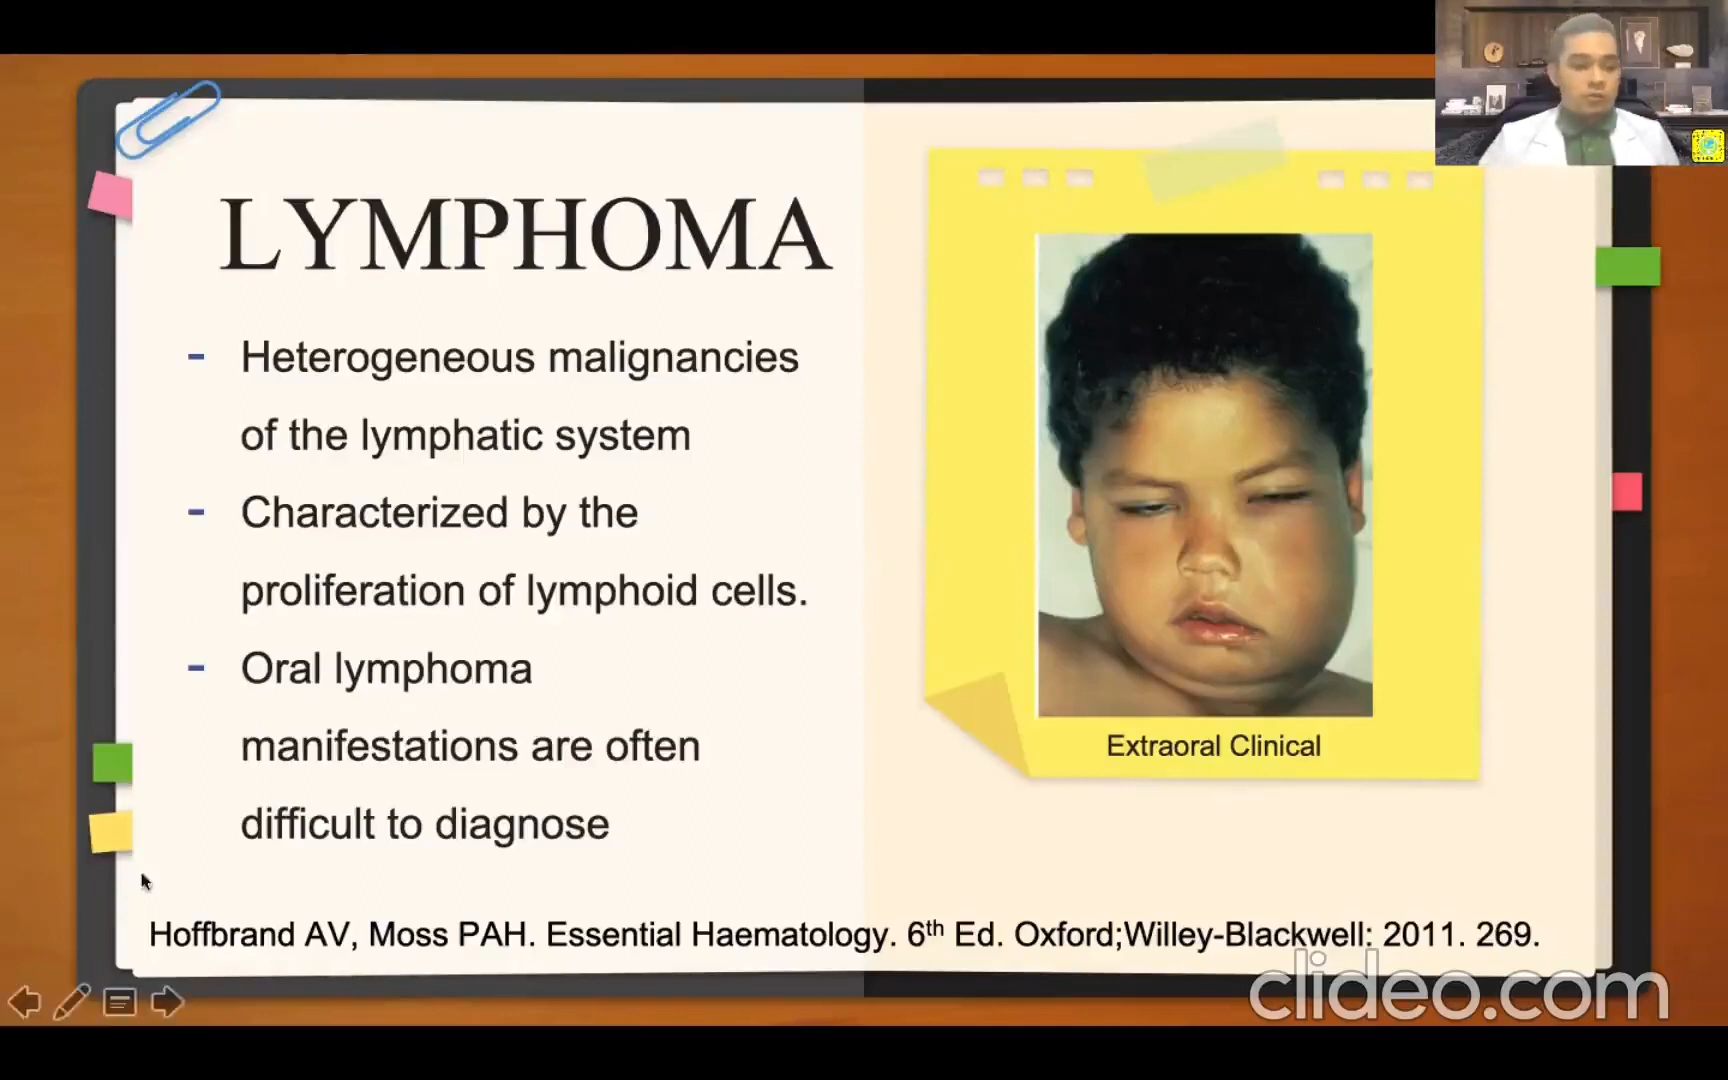 LYMPHOMA
- Heterogeneous malignancies
of the lymphatic system
- Characterized by the
proliferation of lymphoid cells.
- Oral lymphoma
manifestations are often
difficult to diagnose
Extraoral Clinical
Hoffbrand AV, Moss PAH. Essential Haematology. 6th Ed. Oxford;Willey-Blackwell: 2011. 269.
clideo.com